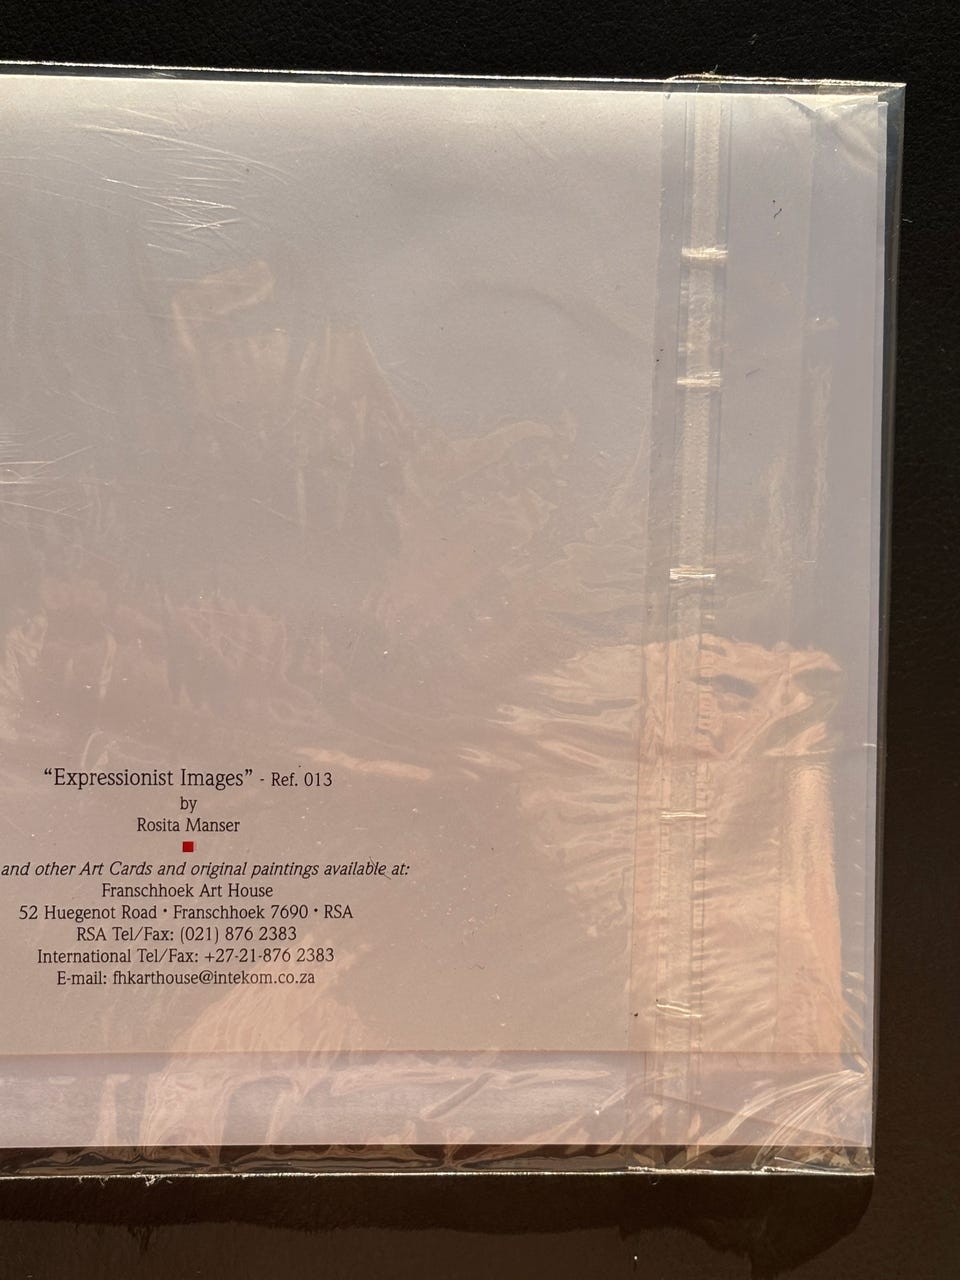 “Expressionist Images” - Ref. 013
by
Rosita Manser
and other Art Cards and original paintings available at:
Franschhoek Art House
52 Huegenot Road • Franschhoek 7690 • RSA
RSA Tel/Fax: (021) 876 2383
International Tel/Fax: +27-21-876 2383
E-mail: fhkarthouse@intekom.co.za